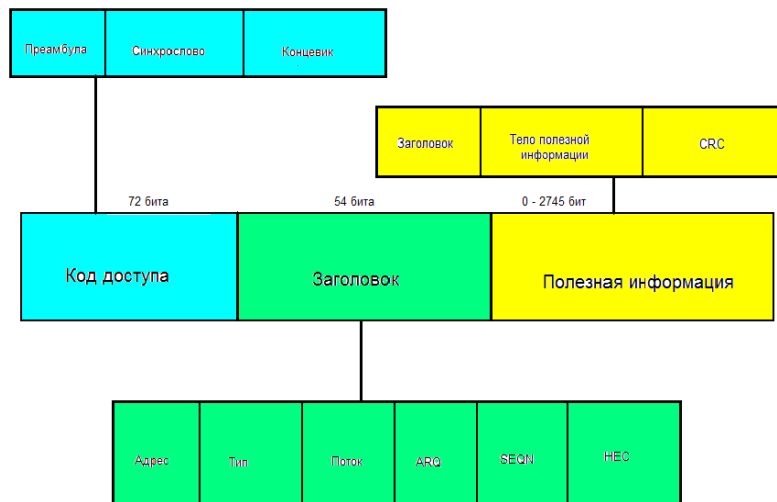 Преамбула
Синхрослово
Концевик
Заголовок
Тело полезной
информации
CRC
72 бита
54 бита
0 - 2745 бит
Код доступа
Заголовок
Полезная информация
Адрес
Тип
Поток
ARQ
SEQN
HEC